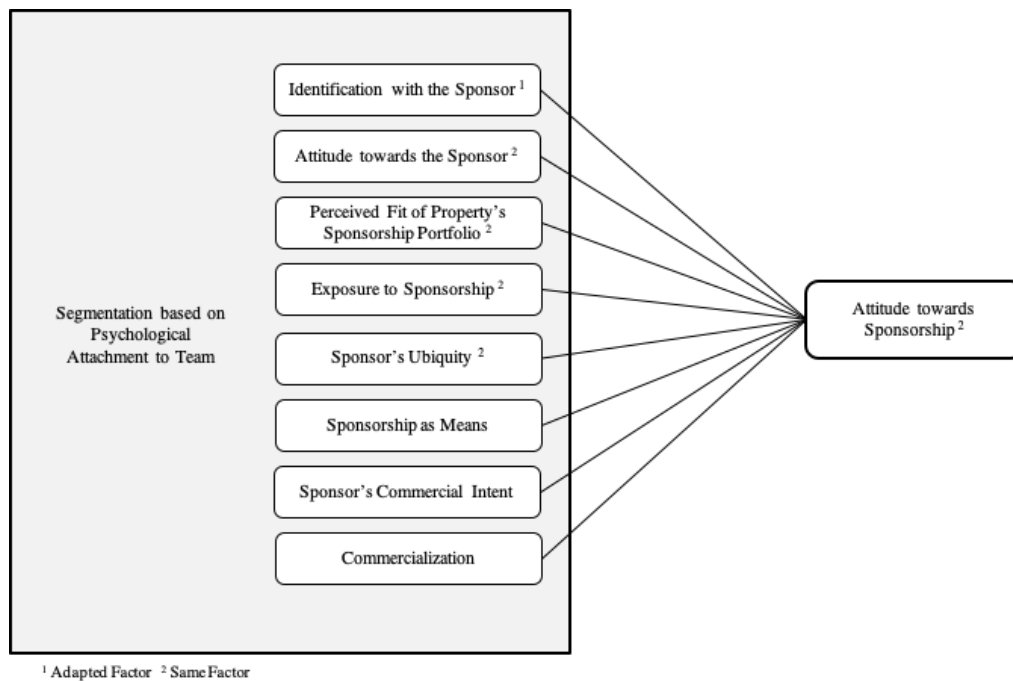 Identification with the Sponsor ¹
Attitude towards the Sponsor ²
Perceived Fit of Property's
Sponsorship Portfolio ²
Exposure to Sponsorship ²
Segmentation based on
Psychological
Attachment to Team
Attitude towards
Sponsorship ²
Sponsor's Ubiquity ²
Sponsorship as Means
Sponsor's Commercial Intent
Commercialization
¹ Adapted Factor ² Same Factor